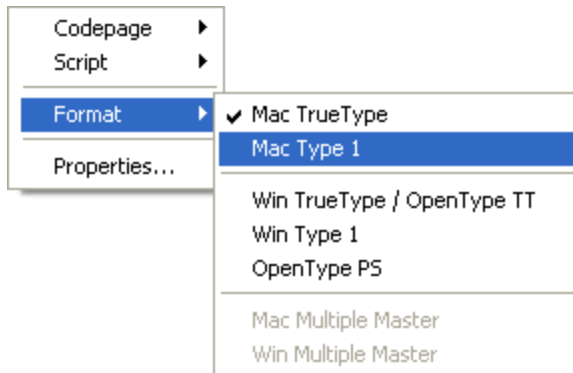 Codepage
Script
Format
Properties...
Mac TrueType
Mac Type 1
Win TrueType / OpenType TT
Win Type 1
OpenType PS
Mac Multiple Master
Win Multiple Master